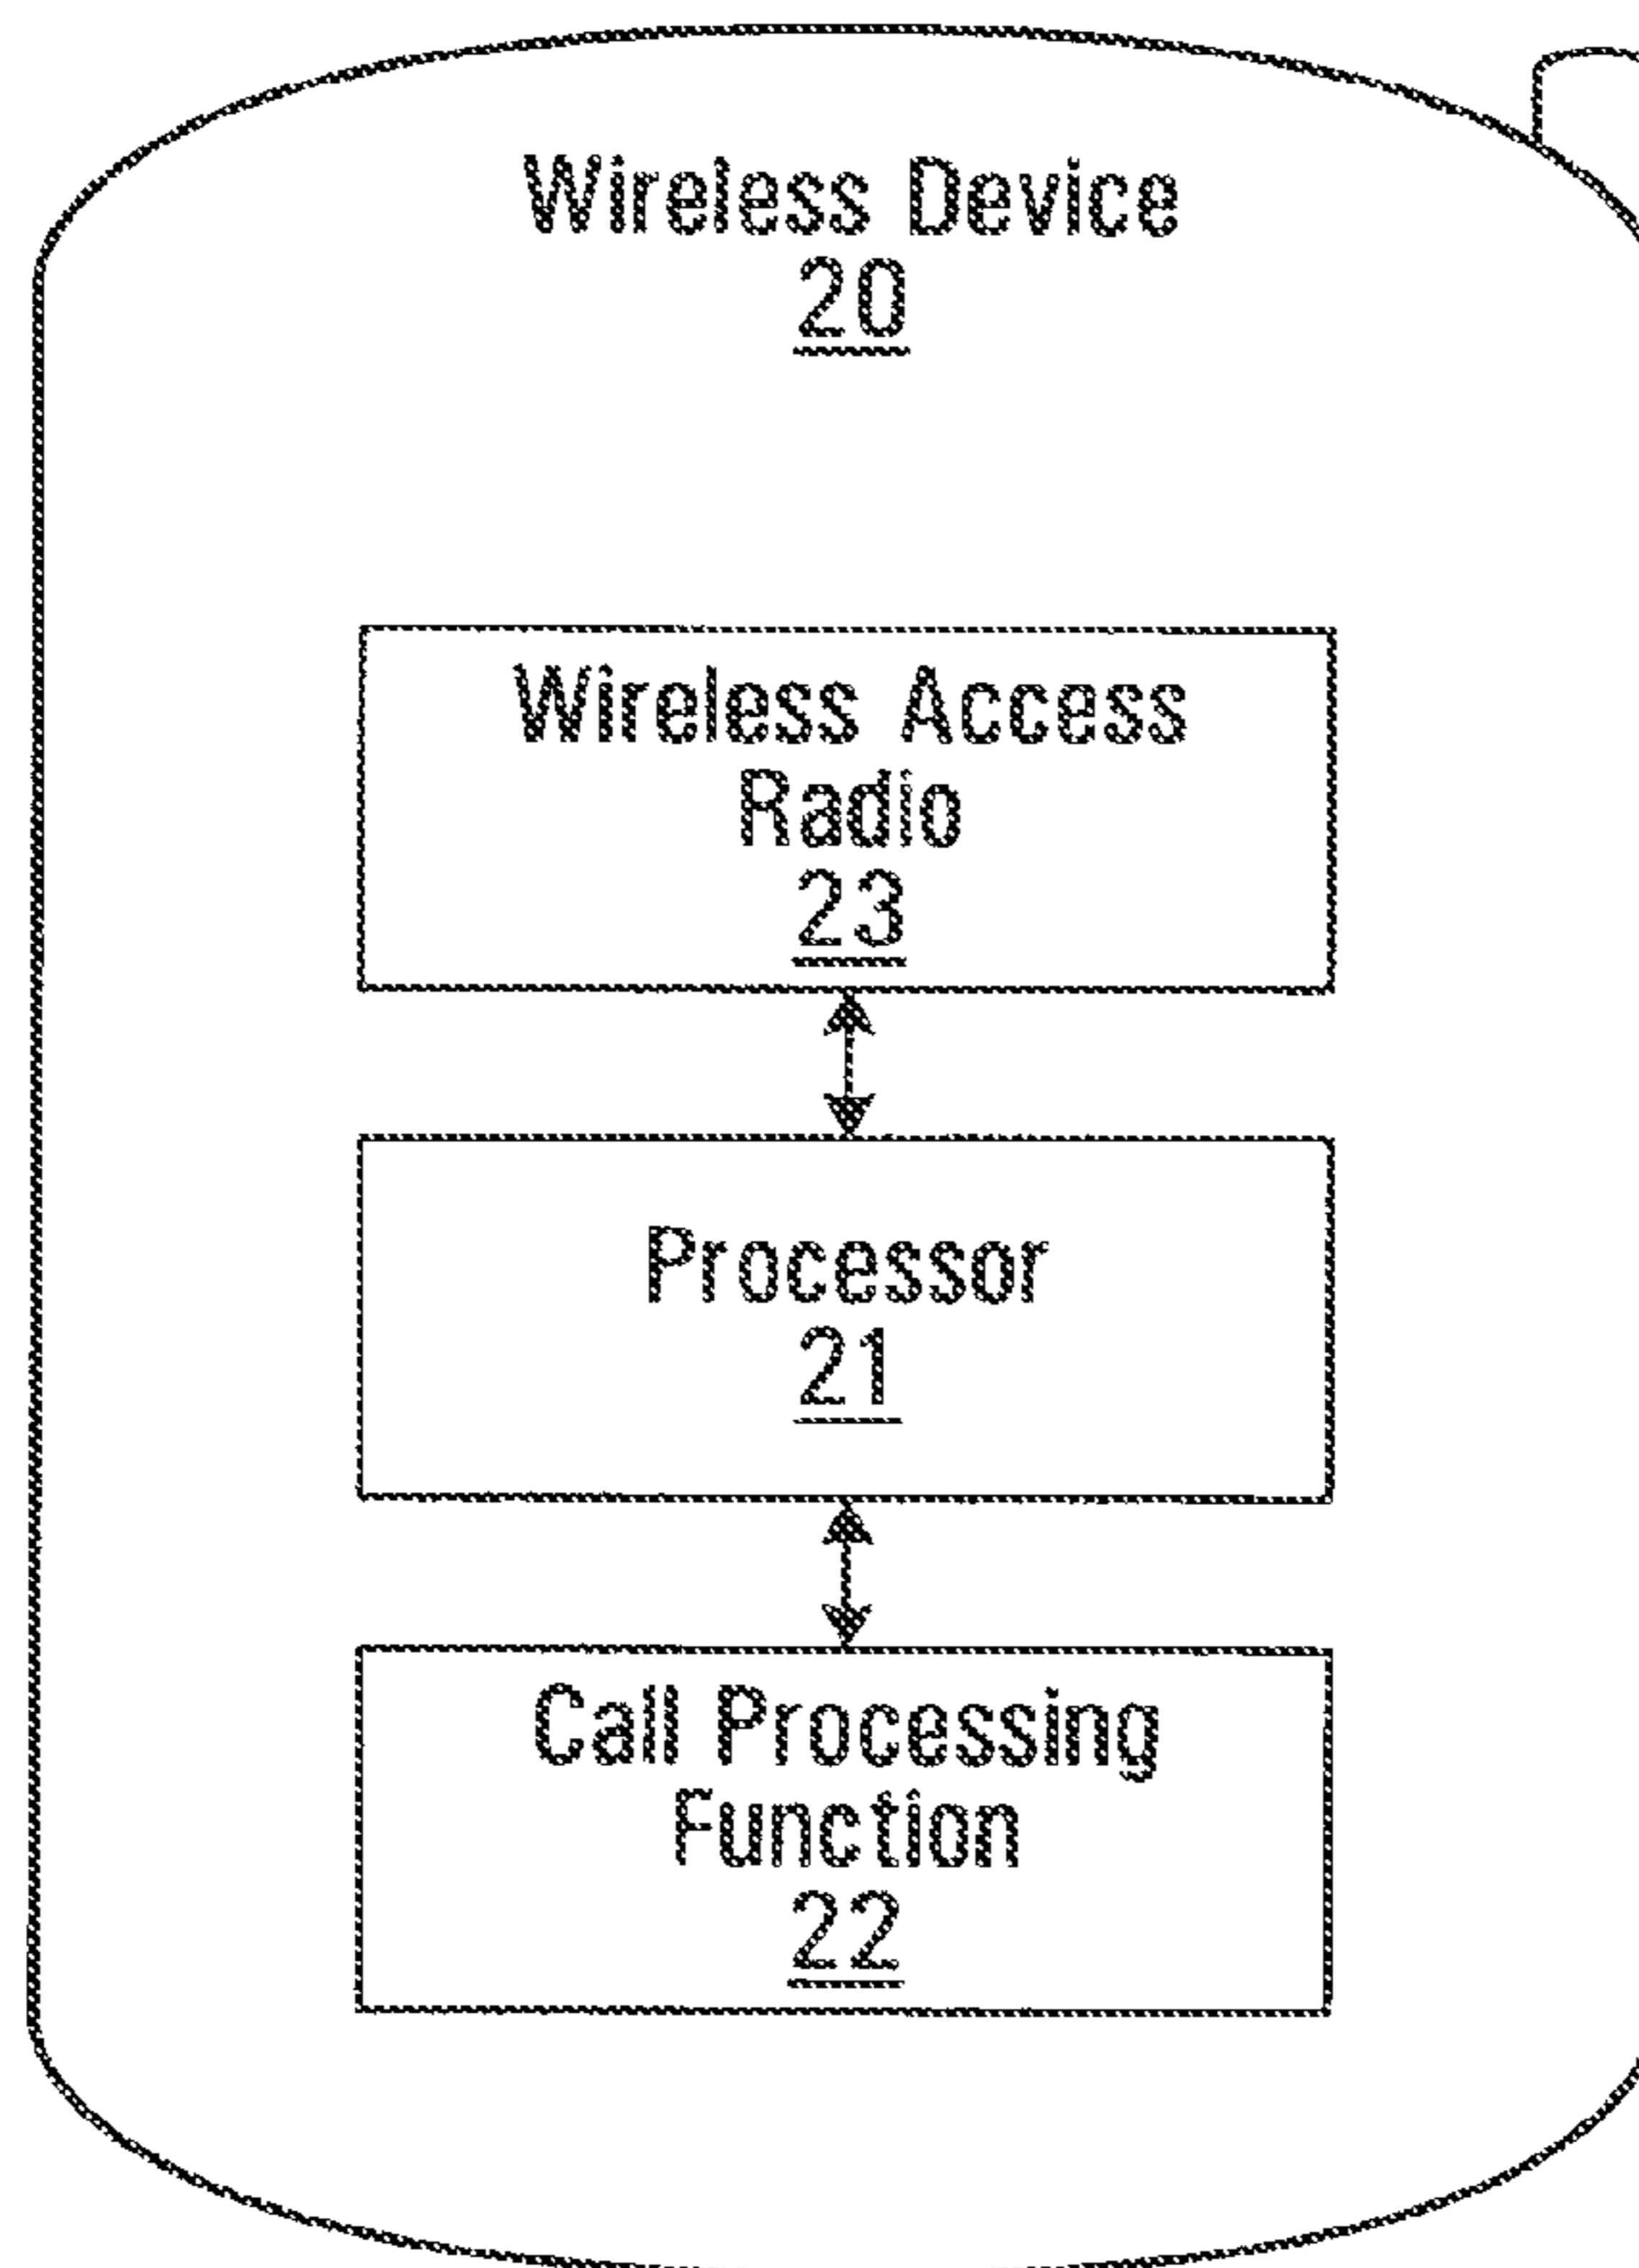 Wireless Device
20
Wireless Access
Radio
23
Processor
21
Call Processing
Function
22